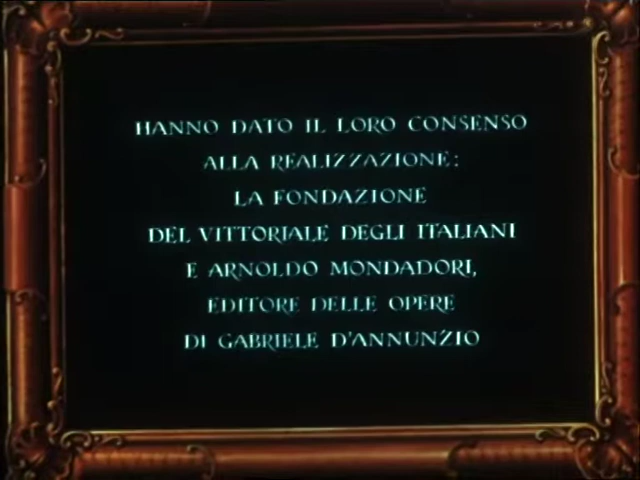 HANNO DATO IL LORO CONSENSO
ALLA REALIZZAZIONE:
LA FONDAZIONE
DEL VITTORIALE DEGLI ITALIANI
E ARNOLDO MONDADORI,
EDITORE DELLE OPERE
DI GABRIELE D'ANNUNZIO